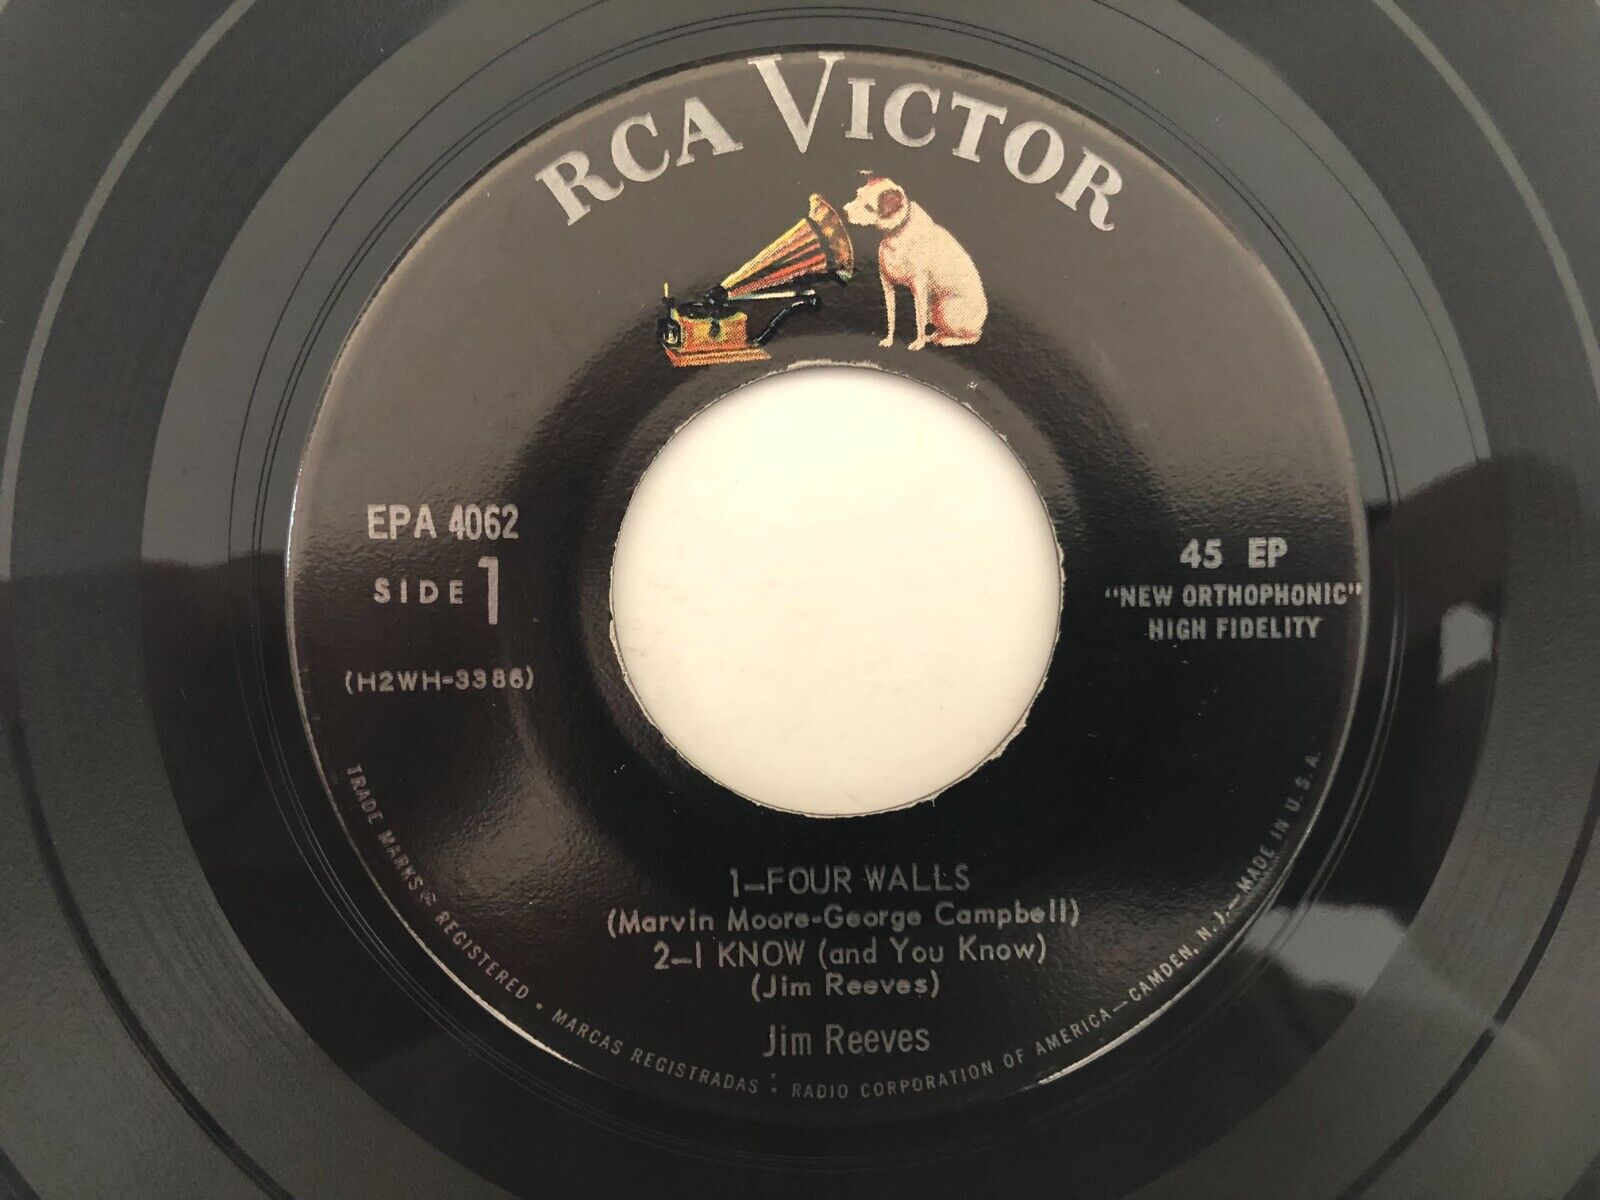 RCA VICTOR
EPA 4062
SIDE 1
(H2WH-3386)
45 EP
"NEW ORTHOPHONIC"
HIGH FIDELITY
1-FOUR WALLS
(Marvin Moore-George Campbell)
2-I KNOW (and You Know)
(Jim Reeves)
Jim Reeves
TRADE MARKS ® REGISTERED • MARCAS REGISTRADAS : RADIO CORPORATION OF AMERICA—CAMDEN, N. J.—MADE IN U. S. A.